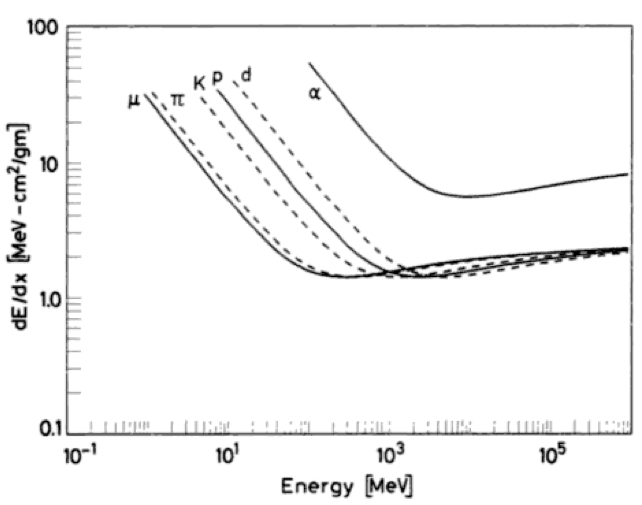 100
10
1.0
0.1
dE/dx [MeV-cm²/gm]
μ
π
K
p
d
α
10⁻¹
10¹
10³
10⁵
Energy [MeV]